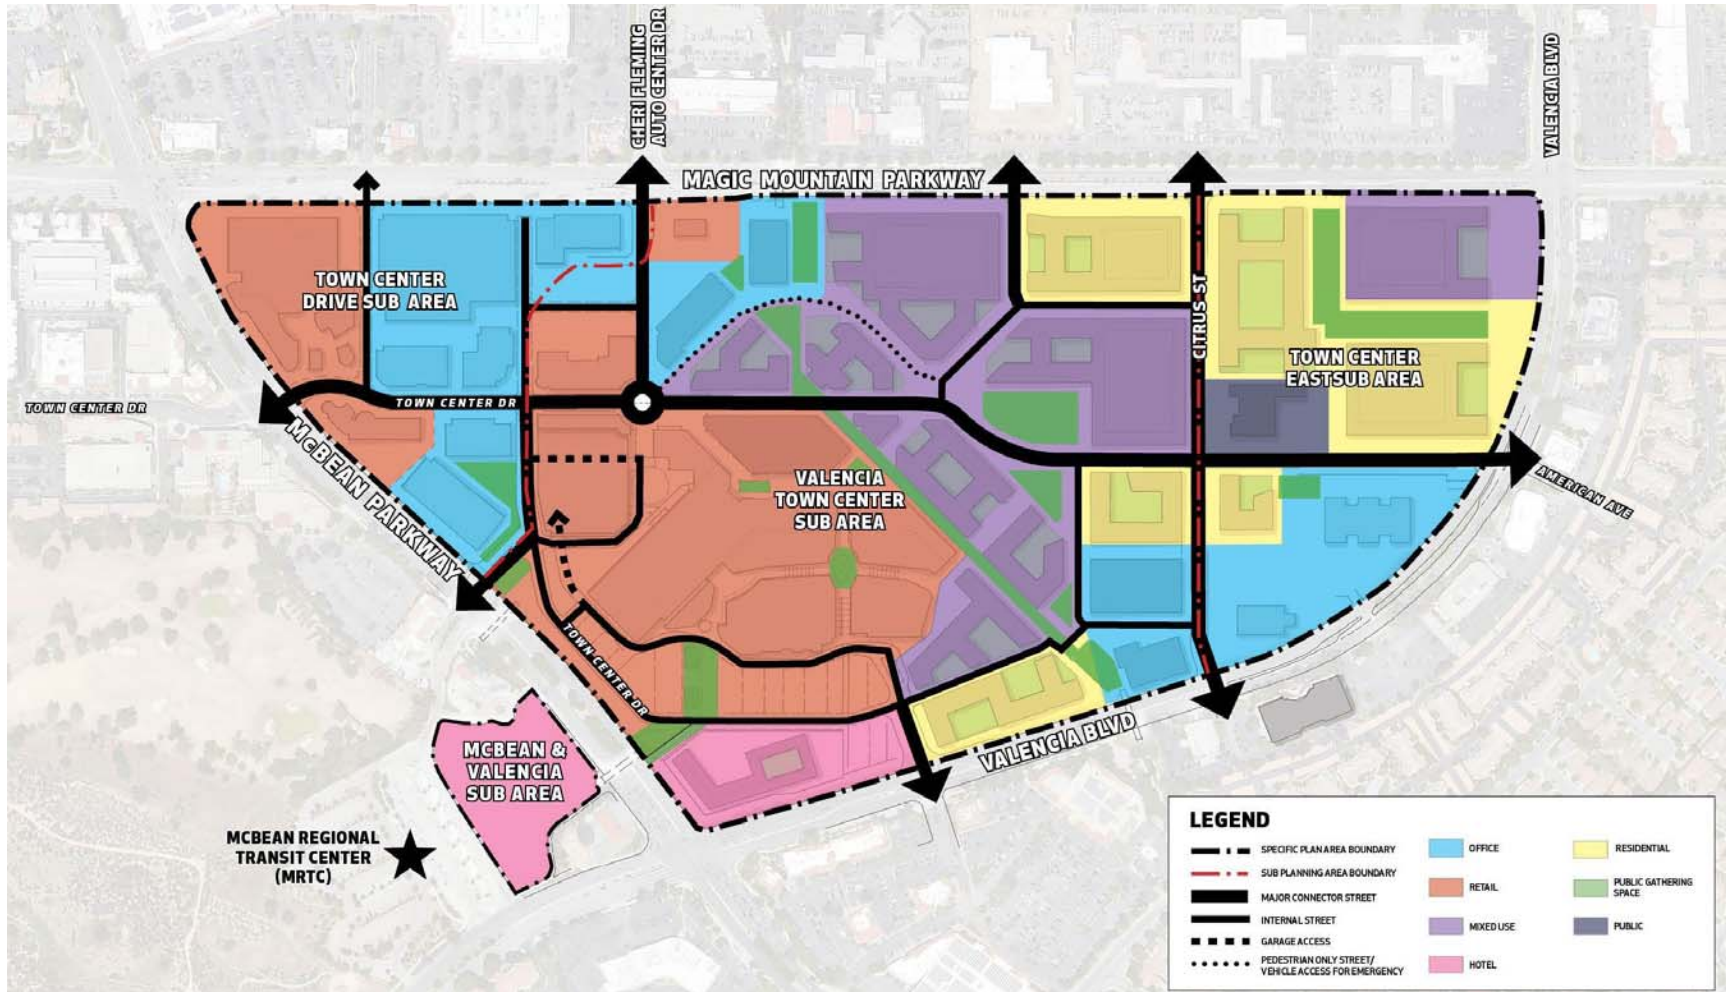 CHERI FLEMING
AUTO CENTER DR
VALENCIA BLVD
MAGIC MOUNTAIN PARKWAY
TOWN CENTER
DRIVE SUB AREA
CITRUS ST
TOWN CENTER
EASTSUB AREA
TOWN CENTER DR
TOWN CENTER DR
McBEAN PARKWAY
VALENCIA
TOWN CENTER
SUB AREA
AMERICAN AVE
TOWN CENTER DR
VALENCIA BLVD
MCBEAN &
VALENCIA
SUB AREA
MCBEAN REGIONAL
TRANSIT CENTER
(MRTC)
LEGEND
SPECIFIC PLAN AREA BOUNDARY
SUB PLANNING AREA BOUNDARY
MAJOR CONNECTOR STREET
INTERNAL STREET
GARAGE ACCESS
PEDESTRIAN ONLY STREET/
VEHICLE ACCESS FOR EMERGENCY
OFFICE
RETAIL
MIXED USE
HOTEL
RESIDENTIAL
PUBLIC GATHERING
SPACE
PUBLIC